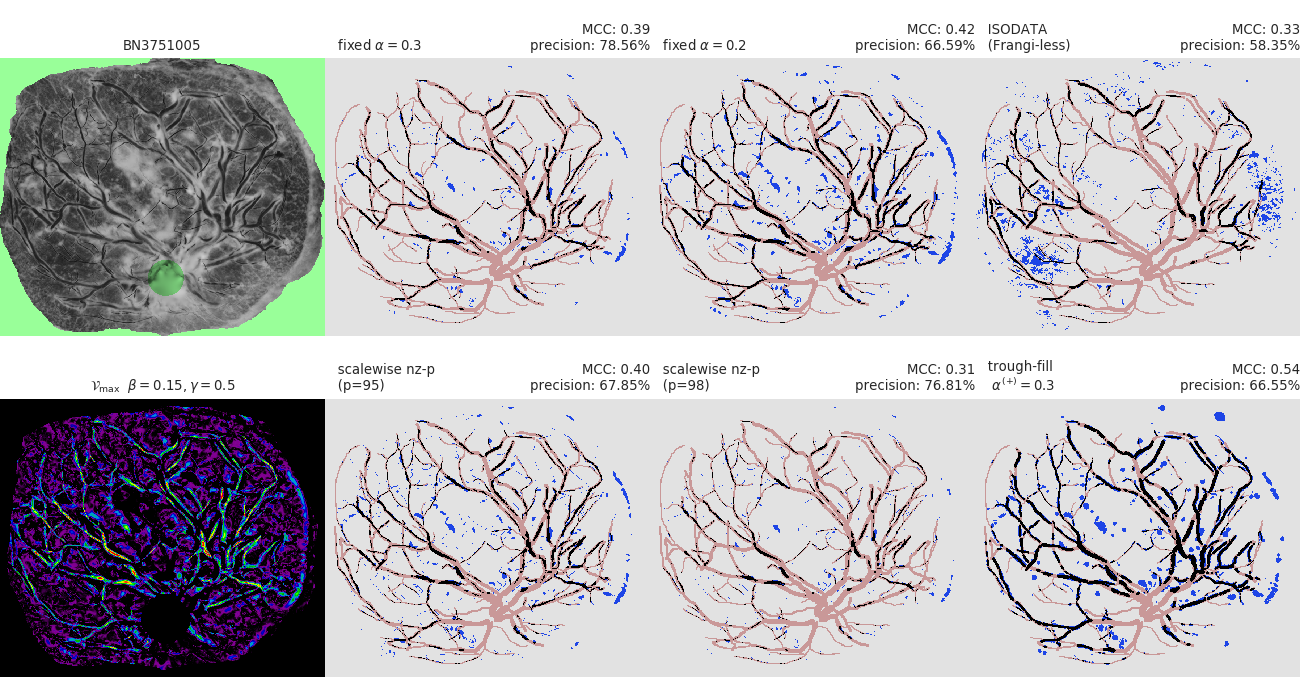 BN3751005
fixed α = 0.3
MCC: 0.39
precision: 78.56%
fixed α = 0.2
MCC: 0.42
precision: 66.59%
ISODATA
(Frangi-less)
MCC: 0.33
precision: 58.35%
𝒱max β = 0.15, γ = 0.5
scalewise nz-p
(p=95)
MCC: 0.40
precision: 67.85%
scalewise nz-p
(p=98)
MCC: 0.31
precision: 76.81%
trough-fill
α(+) = 0.3
MCC: 0.54
precision: 66.55%